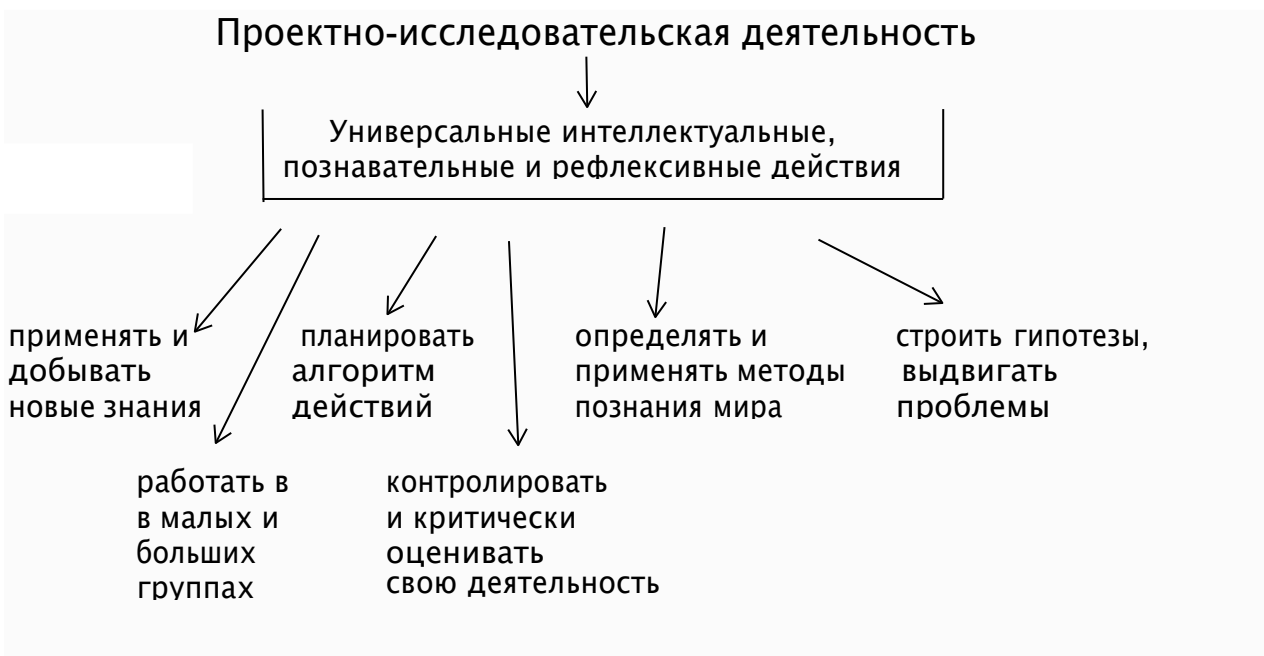 Проектно-исследовательская деятельность
Универсальные интеллектуальные,
познавательные и рефлексивные действия
применять и
добывать
новые знания
планировать
алгоритм
действий
определять и
применять методы
познания мира
строить гипотезы,
выдвигать
проблемы
работать в
в малых и
больших
группах
контролировать
и критически
оценивать
свою деятельность